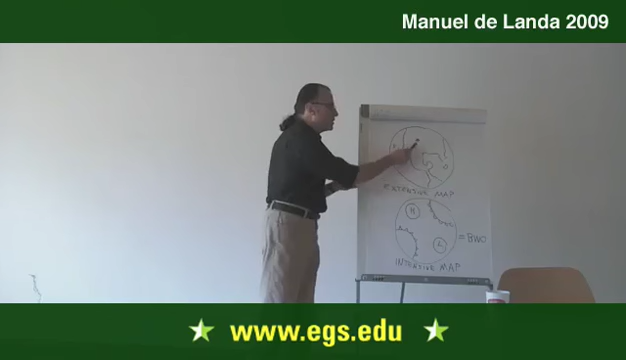 Manuel de Landa 2009
EXTENSIVE MAP
H
L
= BWO
INTENSIVE MAP
www.egs.edu